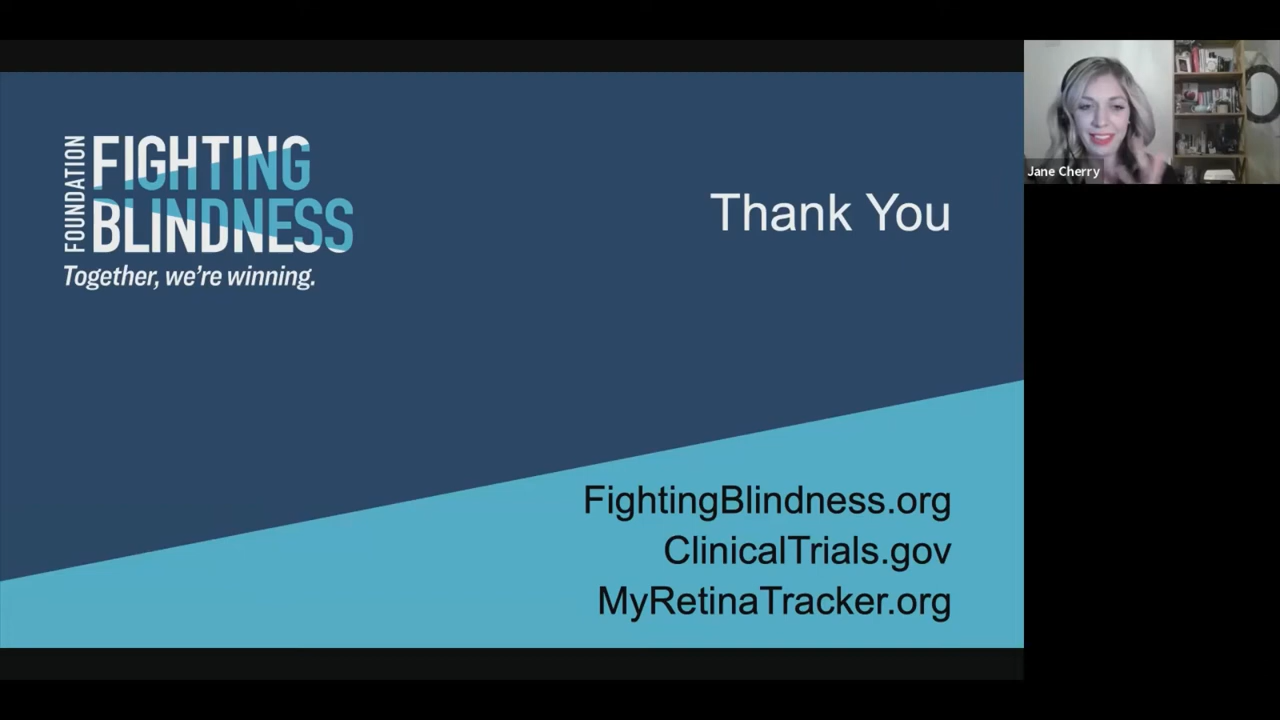 FOUNDATION
FIGHTING
BLINDNESS
Together, we're winning.
Thank You
FightingBlindness.org
ClinicalTrials.gov
MyRetinaTracker.org
Jane Cherry